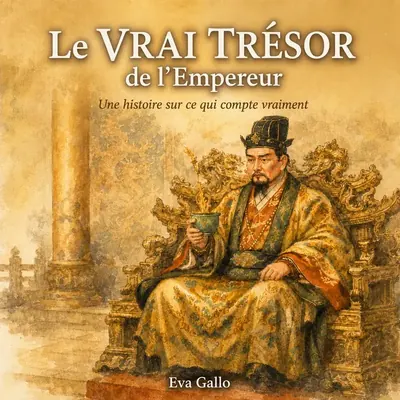 Le Vrai Trésor
de l'Empereur
Une histoire sur ce qui compte vraiment
Eva Gallo